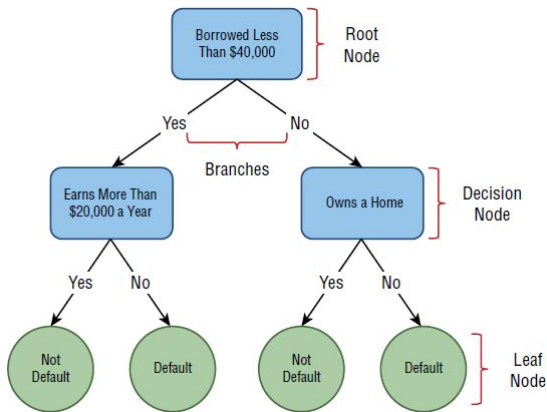 Borrowed Less
Than $40,000
Root
Node
Yes
No
Branches
Earns More Than
$20,000 a Year
Owns a Home
Decision
Node
Yes
No
Yes
No
Not
Default
Default
Not
Default
Default
Leaf
Node